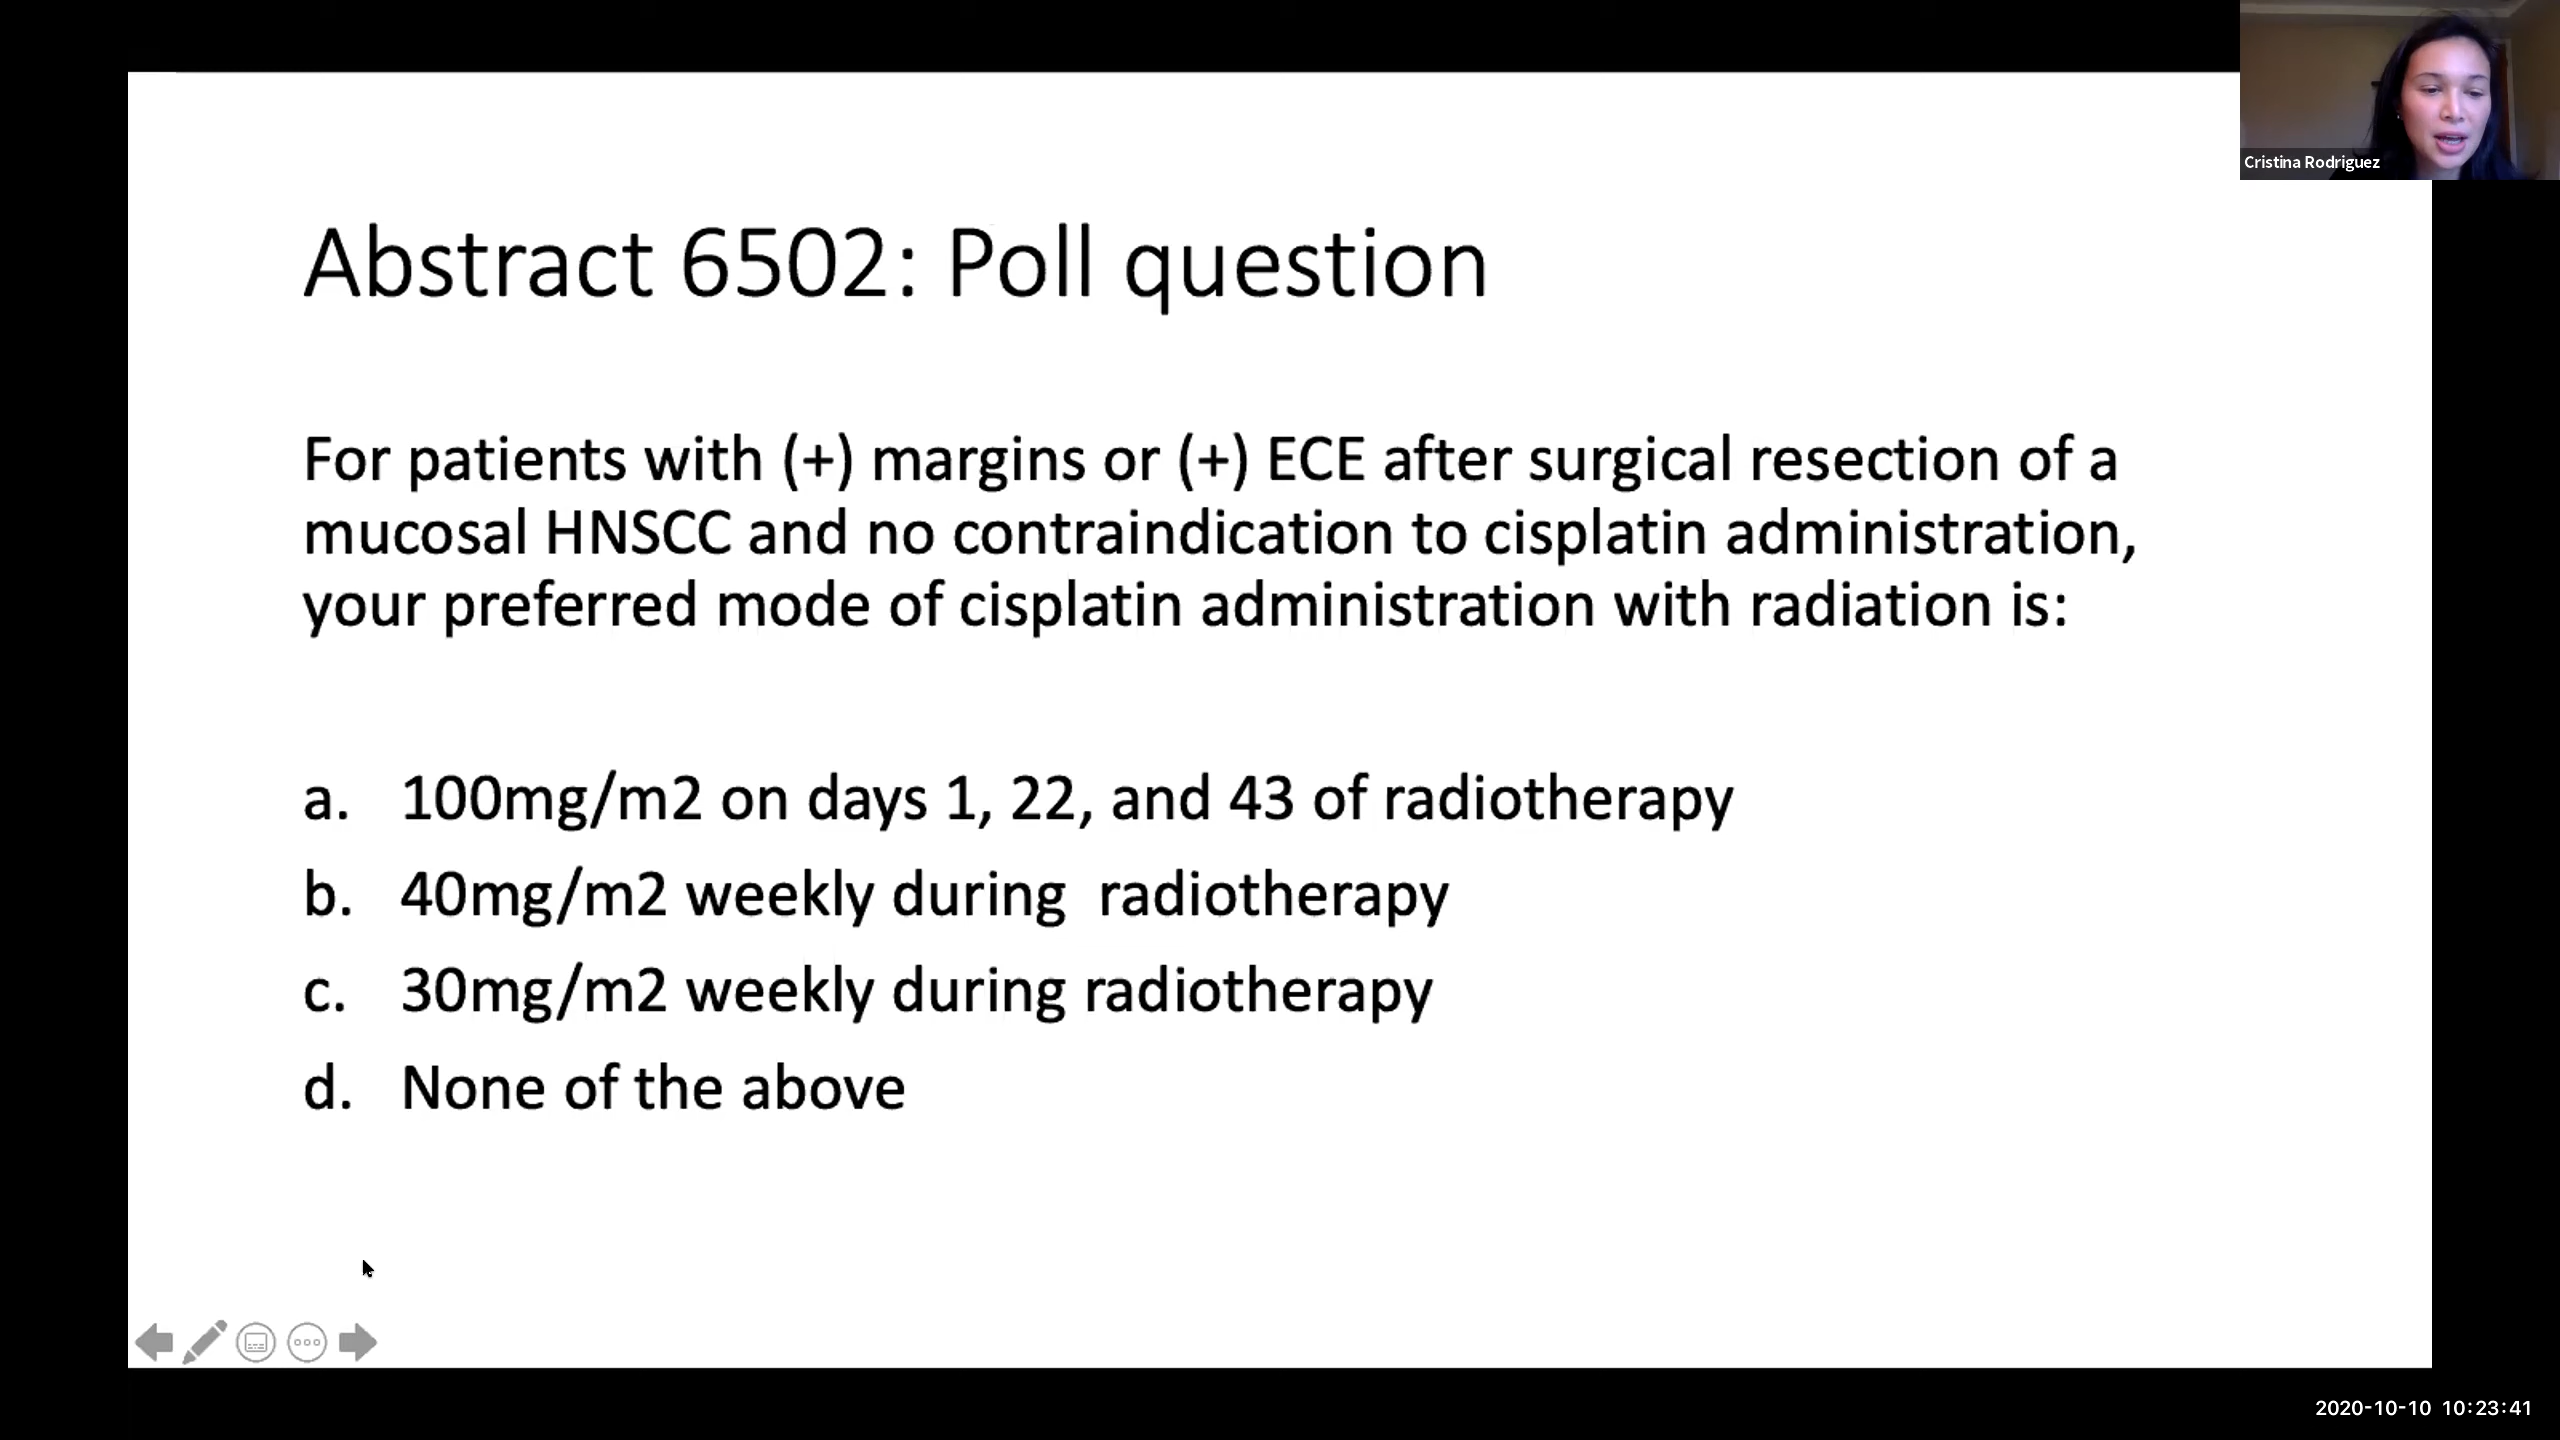 Cristina Rodriguez
Abstract 6502: Poll question
For patients with (+) margins or (+) ECE after surgical resection of a
mucosal HNSCC and no contraindication to cisplatin administration,
your preferred mode of cisplatin administration with radiation is:
a. 100mg/m2 on days 1, 22, and 43 of radiotherapy
b. 40mg/m2 weekly during  radiotherapy
c. 30mg/m2 weekly during radiotherapy
d. None of the above
2020-10-10 10:23:41